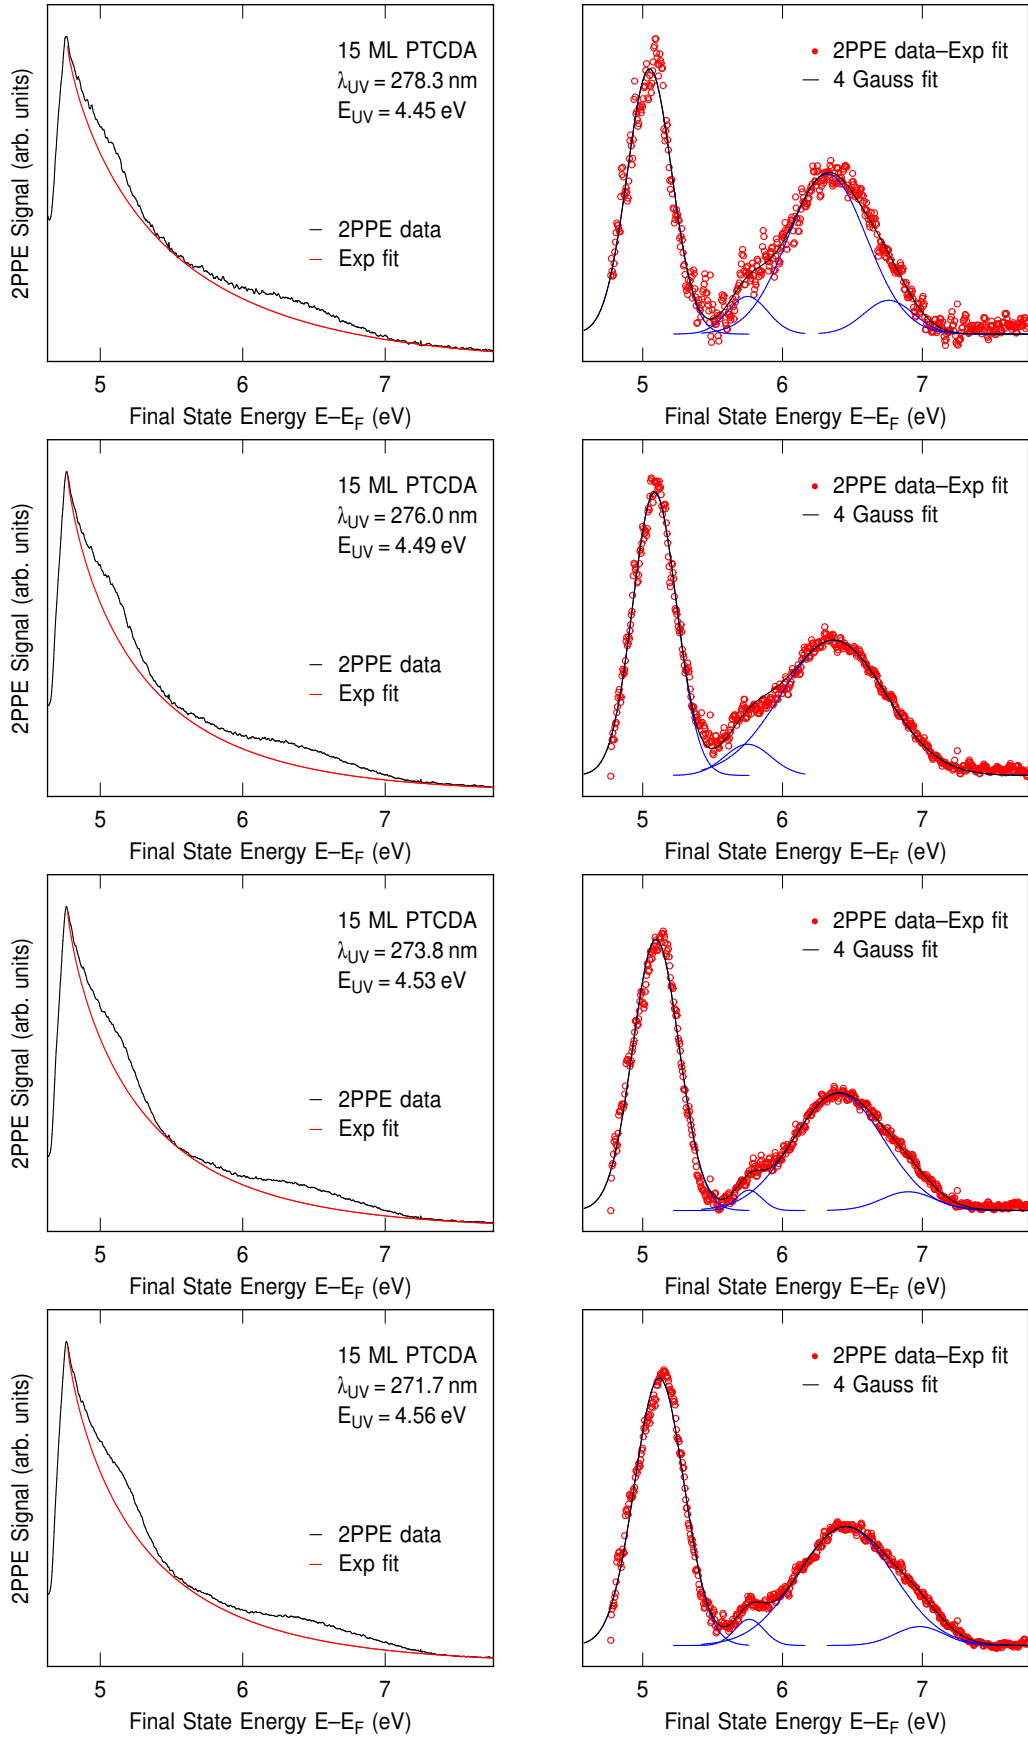 2PPE Signal (arb. units)
15 ML PTCDA
λUV = 278.3 nm
EUV = 4.45 eV
2PPE data
Exp fit
5 6 7
Final State Energy E–EF (eV)
2PPE data–Exp fit
4 Gauss fit
5 6 7
Final State Energy E–EF (eV)
2PPE Signal (arb. units)
15 ML PTCDA
λUV = 276.0 nm
EUV = 4.49 eV
2PPE data
Exp fit
5 6 7
Final State Energy E–EF (eV)
2PPE data–Exp fit
4 Gauss fit
5 6 7
Final State Energy E–EF (eV)
2PPE Signal (arb. units)
15 ML PTCDA
λUV = 273.8 nm
EUV = 4.53 eV
2PPE data
Exp fit
5 6 7
Final State Energy E–EF (eV)
2PPE data–Exp fit
4 Gauss fit
5 6 7
Final State Energy E–EF (eV)
2PPE Signal (arb. units)
15 ML PTCDA
λUV = 271.7 nm
EUV = 4.56 eV
2PPE data
Exp fit
5 6 7
Final State Energy E–EF (eV)
2PPE data–Exp fit
4 Gauss fit
5 6 7
Final State Energy E–EF (eV)